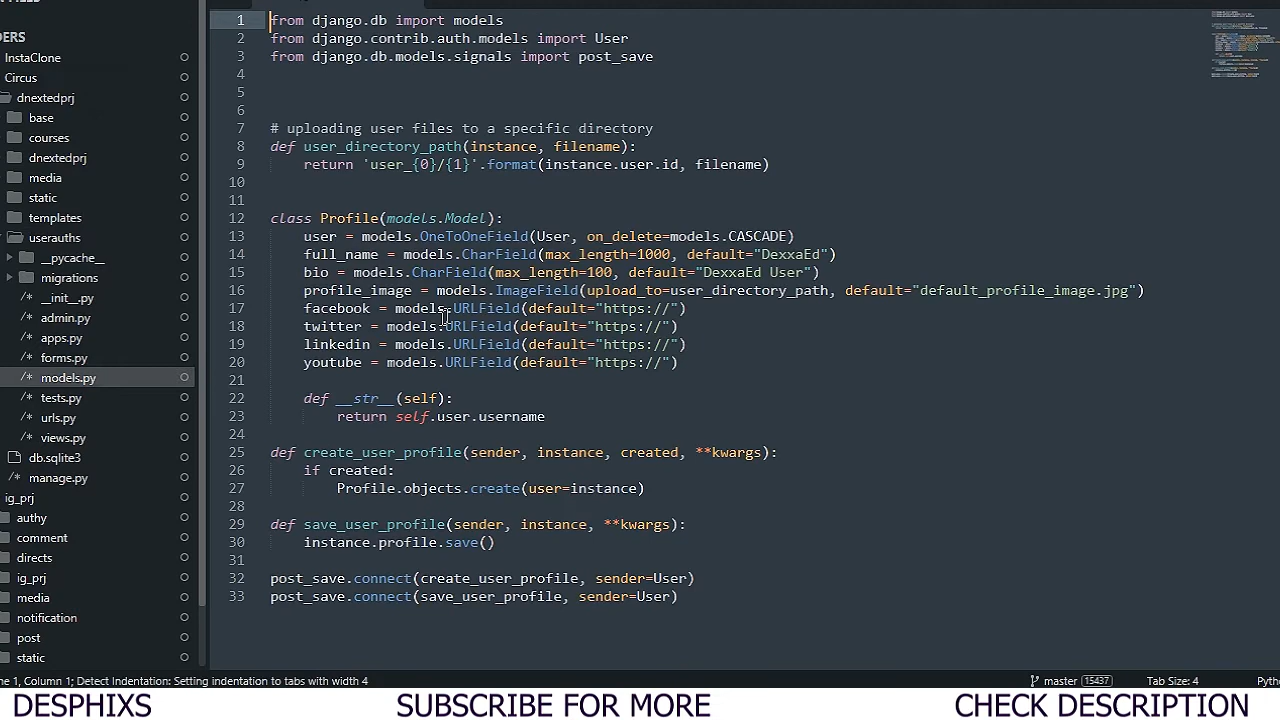 DERS
InstaClone
Circus
dnextedprj
base
courses
dnextedprj
media
static
templates
userauths
__pycache__
migrations
/* __init__.py
/* admin.py
/* apps.py
/* forms.py
/* models.py
/* tests.py
/* urls.py
/* views.py
db.sqlite3
/* manage.py
ig_prj
authy
comment
directs
ig_prj
media
notification
post
static
1 from django.db import models
2 from django.contrib.auth.models import User
3 from django.db.models.signals import post_save
4
5
6
7 # uploading user files to a specific directory
8 def user_directory_path(instance, filename):
9     return 'user_{0}/{1}'.format(instance.user.id, filename)
10
11
12 class Profile(models.Model):
13     user = models.OneToOneField(User, on_delete=models.CASCADE)
14     full_name = models.CharField(max_length=1000, default="DexxaEd")
15     bio = models.CharField(max_length=100, default="DexxaEd User")
16     profile_image = models.ImageField(upload_to=user_directory_path, default="default_profile_image.jpg")
17     facebook = models.URLField(default="https://")
18     twitter = models.URLField(default="https://")
19     linkedin = models.URLField(default="https://")
20     youtube = models.URLField(default="https://")
21
22     def __str__(self):
23         return self.user.username
24
25 def create_user_profile(sender, instance, created, **kwargs):
26     if created:
27         Profile.objects.create(user=instance)
28
29 def save_user_profile(sender, instance, **kwargs):
30     instance.profile.save()
31
32 post_save.connect(create_user_profile, sender=User)
33 post_save.connect(save_user_profile, sender=User)
ne 1, Column 1; Detect Indentation: Setting indentation to tabs with width 4 master 15437 Tab Size: 4 Pytho
DESPHIXS SUBSCRIBE FOR MORE CHECK DESCRIPTION